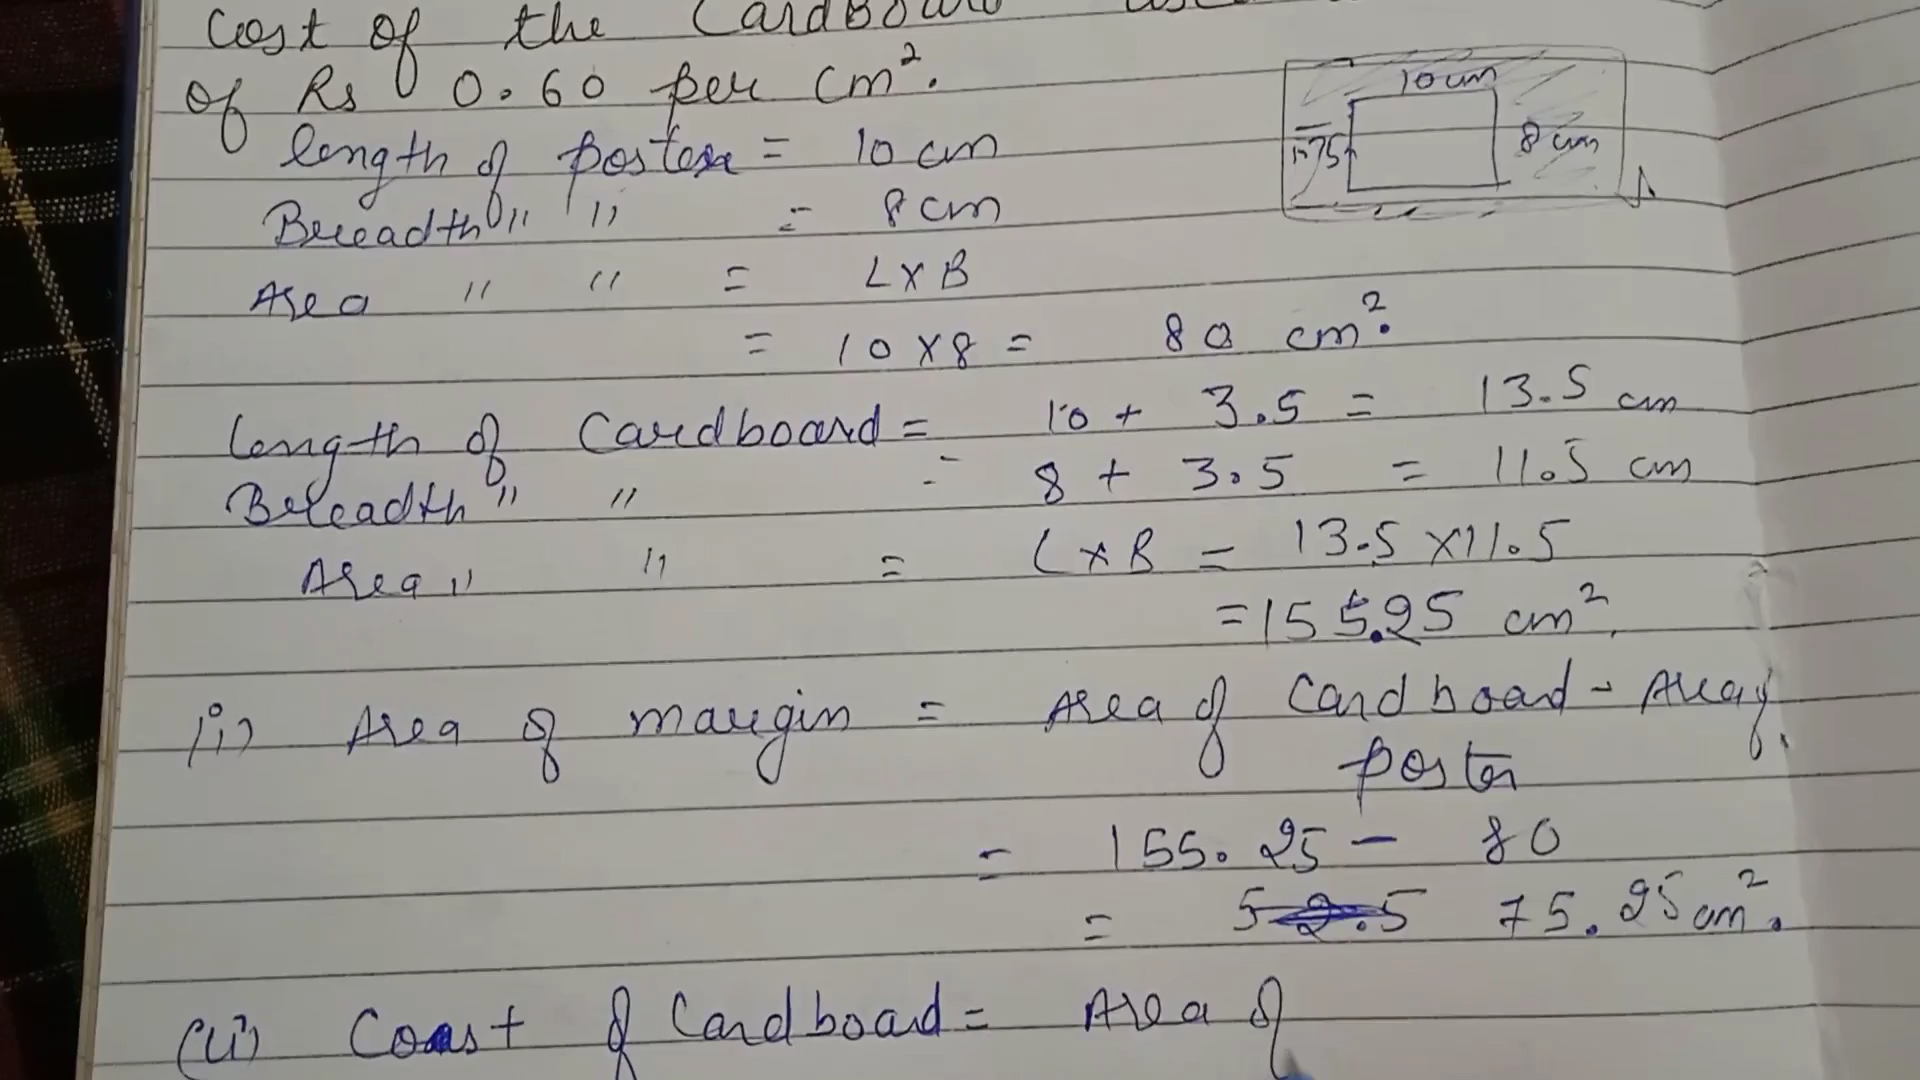 Cost of the Cardboard
of Rs 0.60 per cm².
10 cm
1.75
8 cm
length of poster = 10 cm
Breadth " " = 8 cm
Area " " = L×B
= 10×8 = 80 cm².
Length of Cardboard = 10 + 3.5 = 13.5 cm
Breadth " " = 8 + 3.5 = 11.5 cm
Area " " = L×B = 13.5×11.5
= 155.25 cm².
(i) Area of margin = Area of Cardboard - Area of
poster
= 155.25 - 80
= 75.25 cm².
(ii) Cost of Cardboard = Area of